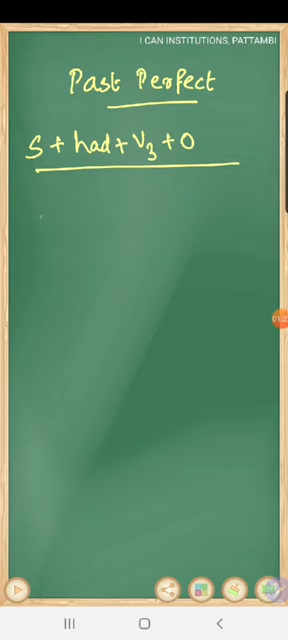 I CAN INSTITUTIONS, PATTAMBI
Past Perfect
S + had + V₃ + O